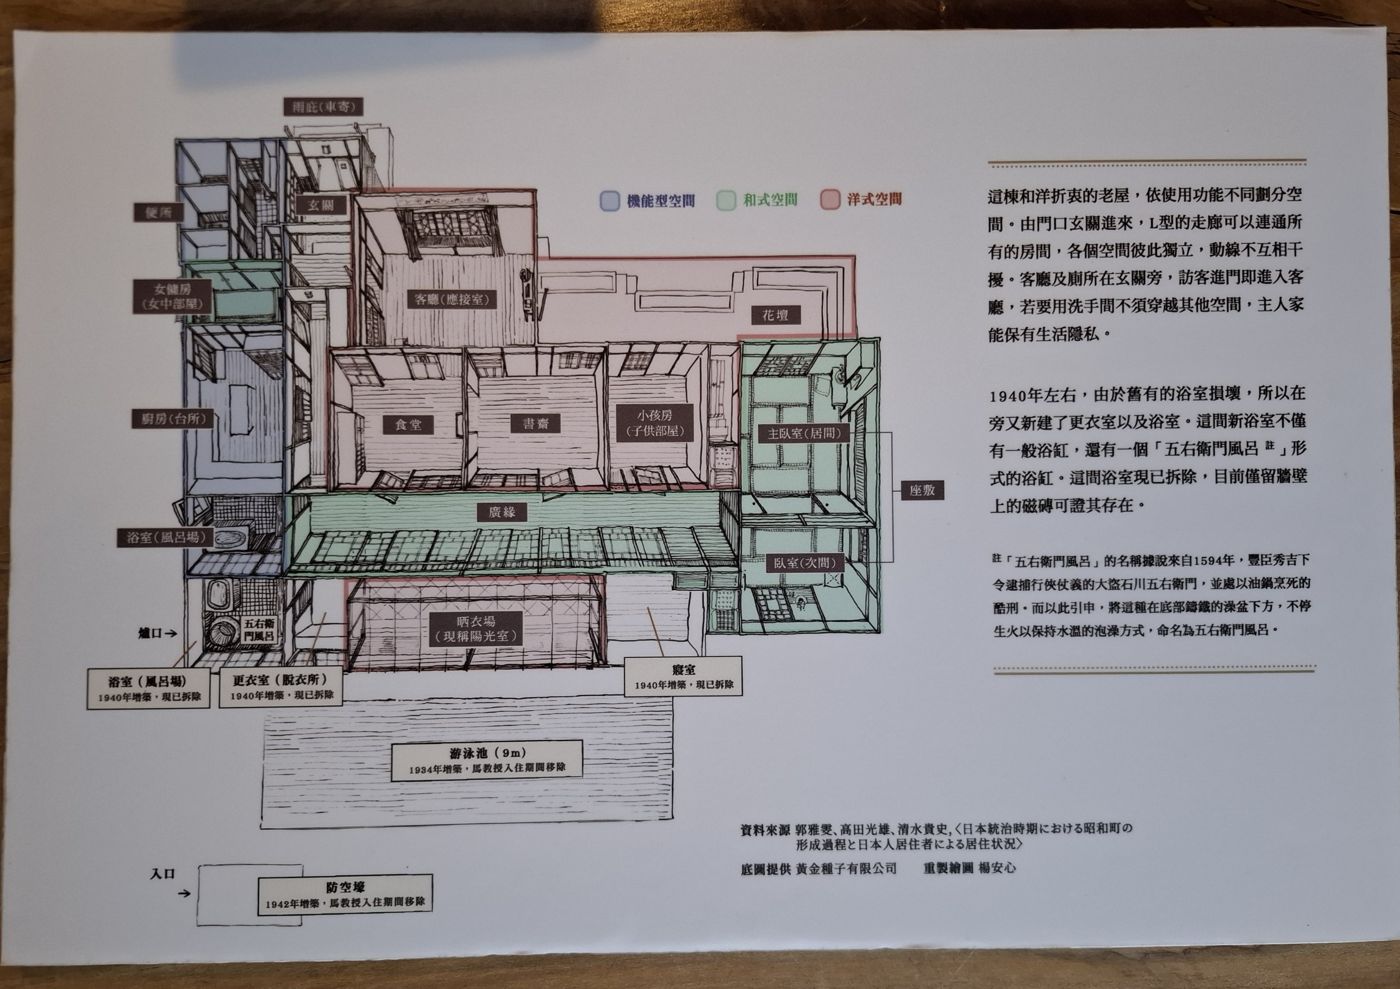 雨庇(車寄)
便所
玄關
機能型空間
和式空間
洋式空間
女傭房
(女中部屋)
客廳(應接室)
花壇
廚房(台所)
食堂
書齋
小孩房
(子供部屋)
主臥室(居間)
座敷
廣緣
浴室(風呂場)
臥室(次間)
爐口→
五右衛
門風呂
晒衣場
(現稱陽光室)
浴室(風呂場)
1940年增築，現已拆除
更衣室(脫衣所)
1940年增築，現已拆除
寢室
1940年增築，現已拆除
游泳池(9m)
1934年增築，馬教授入住期間移除
入口
→
防空壕
1942年增築，馬教授入住期間移除
這棟和洋折衷的老屋，依使用功能不同劃分空
間。由門口玄關進來，L型的走廊可以連通所
有的房間，各個空間彼此獨立，動線不互相干
擾。客廳及廁所在玄關旁，訪客進門即進入客
廳，若要用洗手間不須穿越其他空間，主人家
能保有生活隱私。
1940年左右，由於舊有的浴室損壞，所以在
旁又新建了更衣室以及浴室。這間新浴室不僅
有一般浴缸，還有一個「五右衛門風呂 註」形
式的浴缸。這間浴室現已拆除，目前僅留牆壁
上的磁磚可證其存在。
註「五右衛門風呂」的名稱據說來自1594年，豐臣秀吉下
令逮捕行俠仗義的大盜石川五右衛門，並處以油鍋烹死的
酷刑。而以此引申，將這種在底部鑄鐵的澡盆下方，不停
生火以保持水溫的泡澡方式，命名為五右衛門風呂。
資料來源 郭雅雯、高田光雄、清水貴史,〈日本統治時期における昭和町の
形成過程と日本人居住者による居住状況〉
底圖提供 黃金種子有限公司 重製繪圖 楊安心